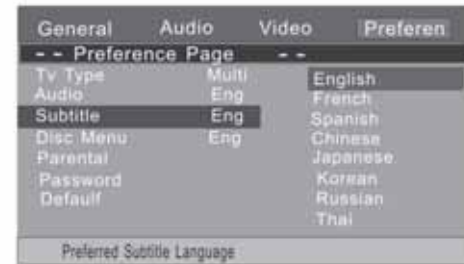 General Audio Video Preferen
- - Preference Page - -
Tv Type Multi
Audio Eng
Subtitle Eng
Disc Menu Eng
Parental
Password
Defaulf
English
French
Spanish
Chinese
Japanese
Korean
Russian
Thai
Preferred Subtitle Language